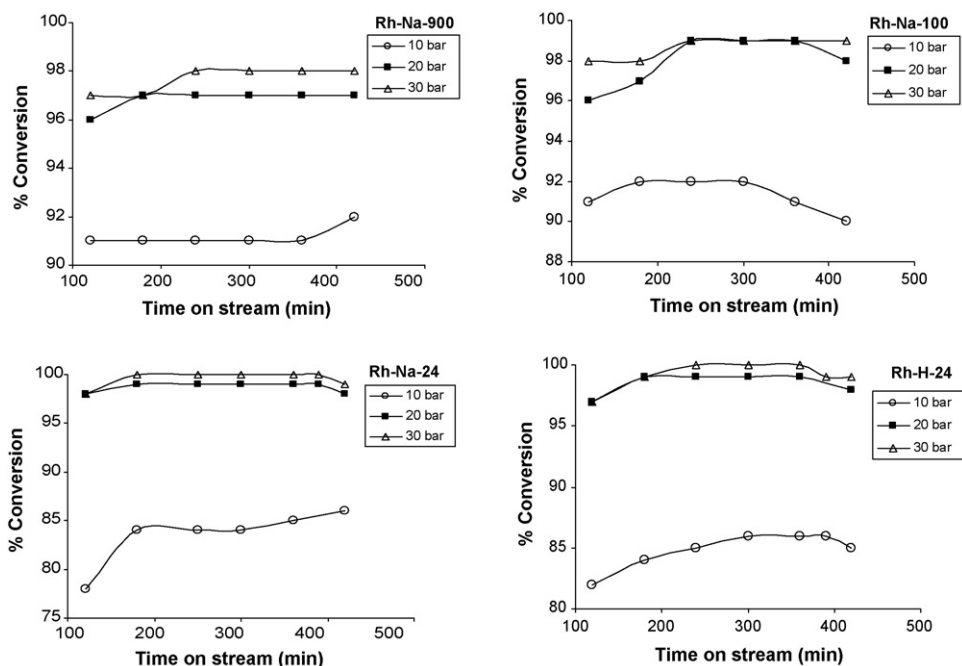 Rh-Na-900
10 bar
20 bar
30 bar
% Conversion
100
98
96
94
92
90
100 200 300 400 500
Time on stream (min)
Rh-Na-100
10 bar
20 bar
30 bar
% Conversion
100
98
96
94
92
90
88
100 200 300 400 500
Time on stream (min)
Rh-Na-24
10 bar
20 bar
30 bar
% Conversion
100
95
90
85
80
75
100 200 300 400 500
Time on stream (min)
Rh-H-24
10 bar
20 bar
30 bar
% Conversion
100
95
90
85
80
100 200 300 400 500
Time on stream (min)